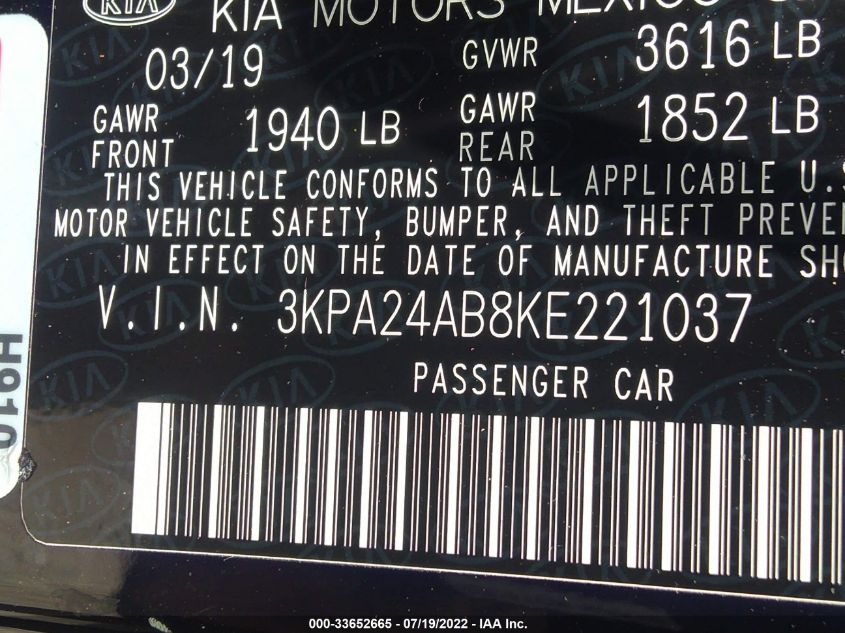 KIA MOTORS MEXICO
03/19 GVWR 3616 LB
GAWR FRONT 1940 LB GAWR REAR 1852 LB
THIS VEHICLE CONFORMS TO ALL APPLICABLE U.S
MOTOR VEHICLE SAFETY, BUMPER, AND THEFT PREVE
IN EFFECT ON THE DATE OF MANUFACTURE SH
V.I.N. 3KPA24AB8KE221037
PASSENGER CAR
000-33652665 - 07/19/2022 - IAA Inc.